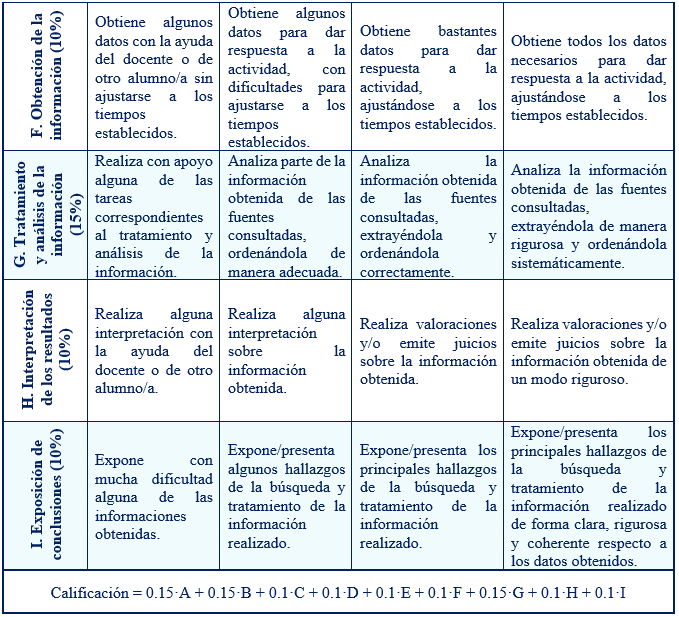 F. Obtención de la
información (10%)
Obtiene algunos
datos con la ayuda
del docente o de
otro alumno/a sin
ajustarse a los
tiempos
establecidos.
Obtiene algunos
datos para dar
respuesta a la
actividad, con
dificultades para
ajustarse a los
tiempos
establecidos.
Obtiene bastantes
datos para dar
respuesta a la
actividad,
ajustándose a los
tiempos establecidos.
Obtiene todos los datos
necesarios para dar
respuesta a la actividad,
ajustándose a los
tiempos establecidos.
G. Tratamiento
y análisis de la
información
(15%)
Realiza con apoyo
alguna de las
tareas
correspondientes
al tratamiento y
análisis de la
información.
Analiza parte de la
información
obtenida de las
fuentes
consultadas,
ordenándola de
manera adecuada.
Analiza la
información obtenida
de las fuentes
consultadas,
extrayéndola y
ordenándola
correctamente.
Analiza la información
obtenida de las fuentes
consultadas,
extrayéndola de manera
rigurosa y ordenándola
sistemáticamente.
H. Interpretación
de los resultados
(10%)
Realiza alguna
interpretación con
la ayuda del
docente o de otro
alumno/a.
Realiza alguna
interpretación
sobre la
información
obtenida.
Realiza valoraciones
y/o emite juicios
sobre la información
obtenida.
Realiza valoraciones y/o
emite juicios sobre la
información obtenida de
un modo riguroso.
I. Exposición de
conclusiones (10%)
Expone con
mucha dificultad
alguna de las
informaciones
obtenidas.
Expone/presenta
algunos hallazgos
de la búsqueda y
tratamiento de la
información
realizado.
Expone/presenta los
principales hallazgos
de la búsqueda y
tratamiento de la
información
realizado.
Expone/presenta los
principales hallazgos de
la búsqueda y
tratamiento de la
información realizado
de forma clara, rigurosa
y coherente respecto a
los datos obtenidos.
Calificación = 0.15·A + 0.15·B + 0.1·C + 0.1·D + 0.1·E + 0.1·F + 0.15·G + 0.1·H + 0.1·I